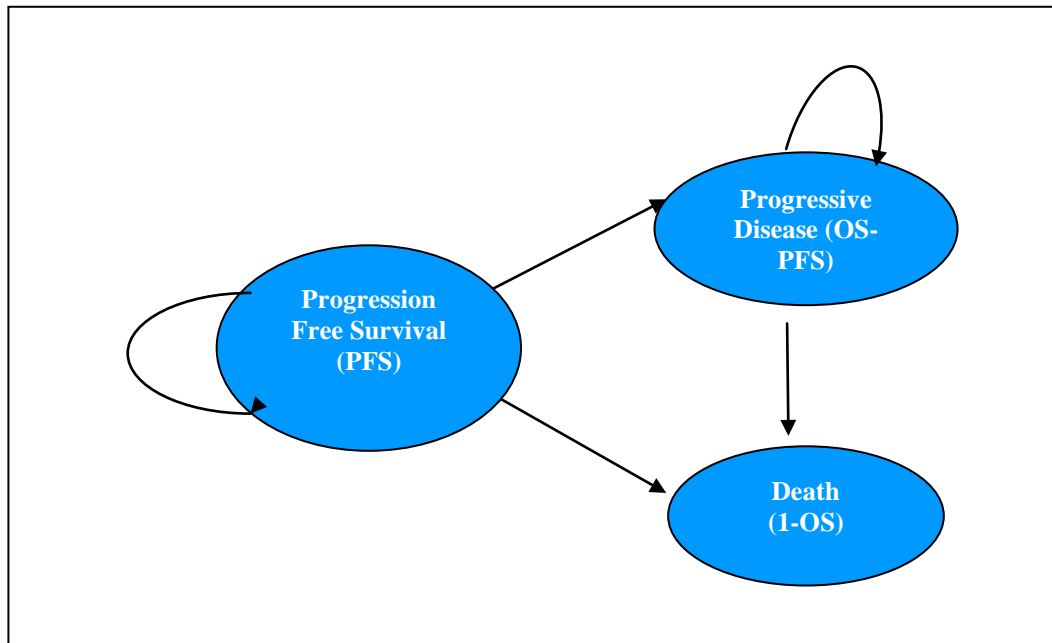 Progressive
Disease (OS-
PFS)
Progression
Free Survival
(PFS)
Death
(1-OS)